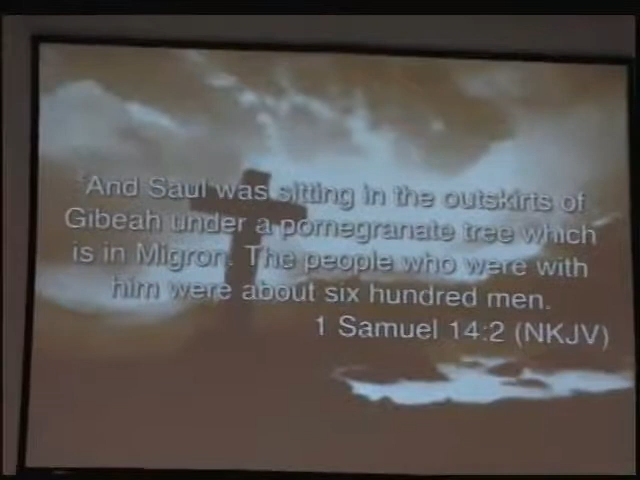 ²And Saul was sitting in the outskirts of
Gibeah under a pomegranate tree which
is in Migron. The people who were with
him were about six hundred men.
1 Samuel 14:2 (NKJV)